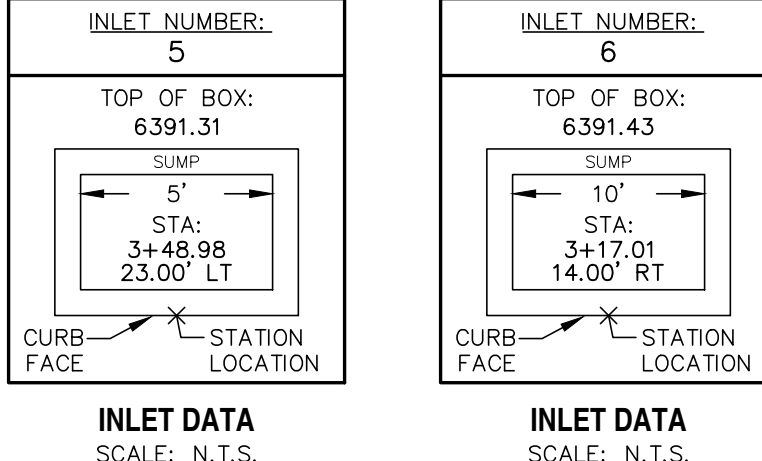 INLET NUMBER:
5
TOP OF BOX:
6391.31
SUMP
5'
STA:
3+48.98
23.00' LT
CURB
FACE
STATION
LOCATION
INLET DATA
SCALE: N.T.S.
INLET NUMBER:
6
TOP OF BOX:
6391.43
SUMP
10'
STA:
3+17.01
14.00' RT
CURB
FACE
STATION
LOCATION
INLET DATA
SCALE: N.T.S.